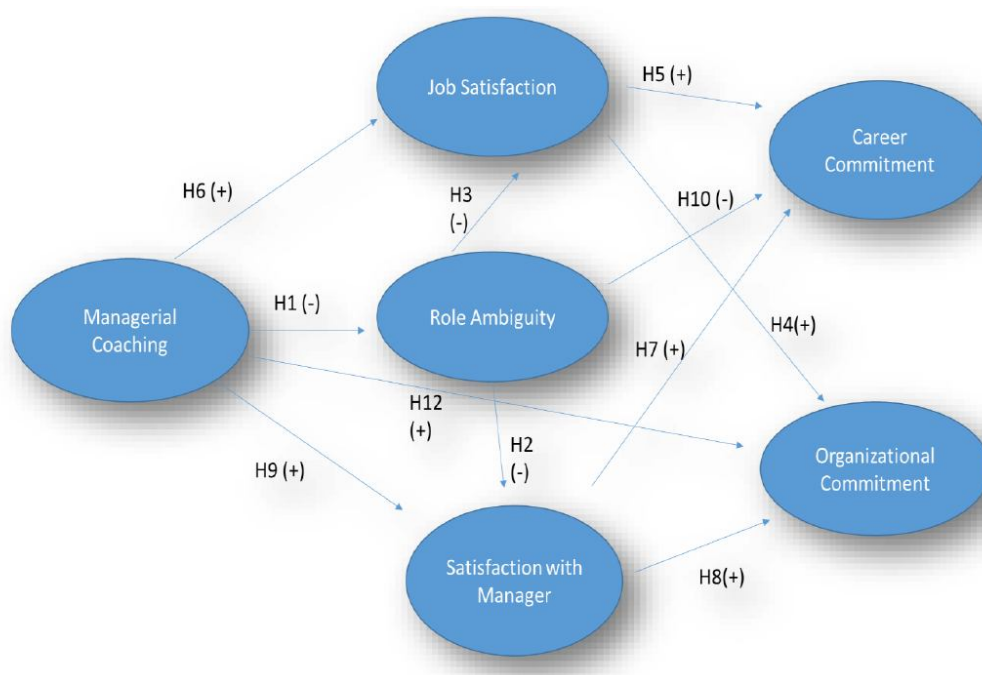 Job Satisfaction
H5 (+)
Career
Commitment
H6 (+)
H3
(-)
H10 (-)
Managerial
Coaching
H1 (-)
Role Ambiguity
H7 (+)
H4(+)
H12
(+)
H2
(-)
H9 (+)
Organizational
Commitment
Satisfaction with
Manager
H8(+)